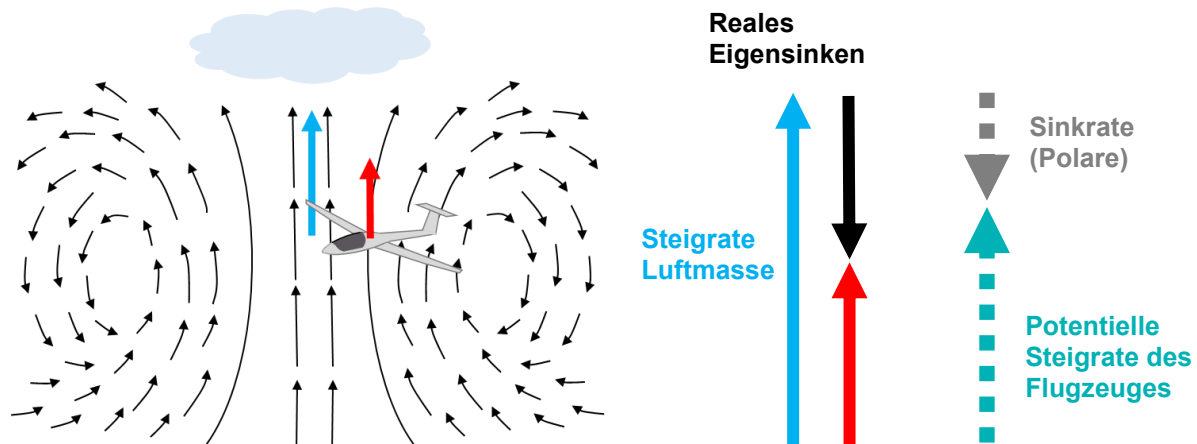 Reales
Eigensinken
Sinkrate
(Polare)
Steigrate
Luftmasse
Potentielle
Steigrate des
Flugzeuges